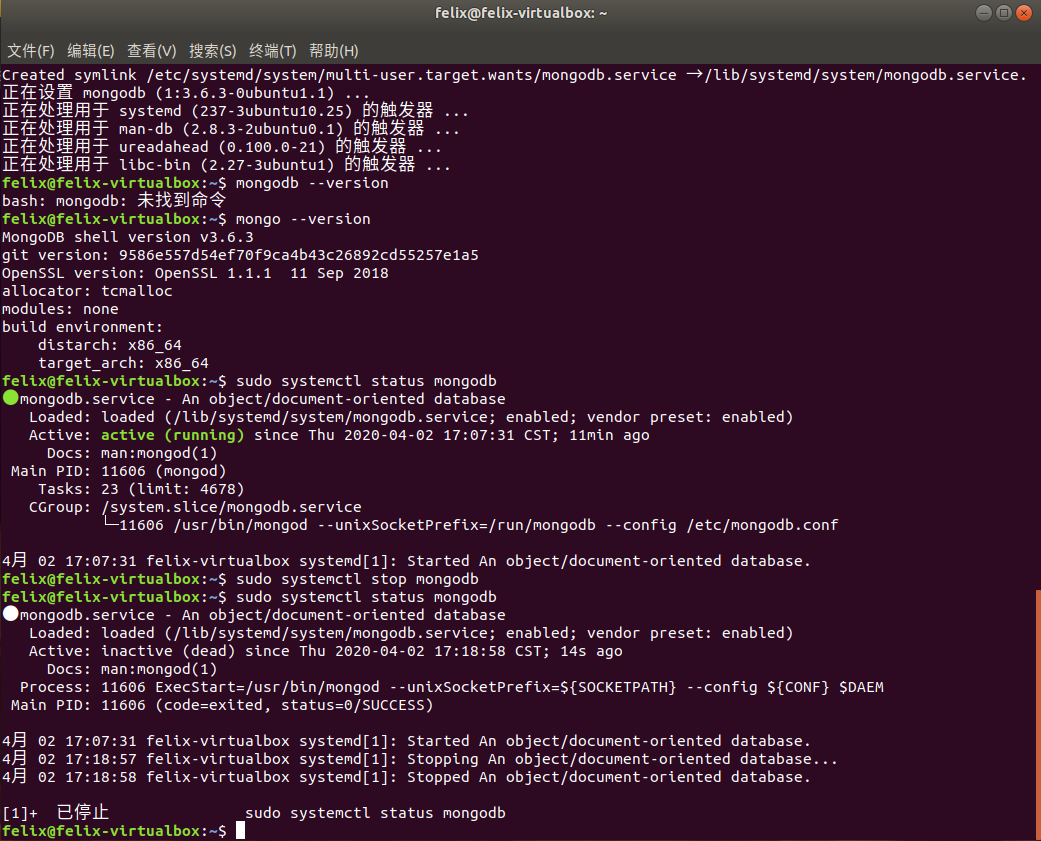 felix@felix-virtualbox: ~
文件(F) 编辑(E) 查看(V) 搜索(S) 终端(T) 帮助(H)
Created symlink /etc/systemd/system/multi-user.target.wants/mongodb.service →/lib/systemd/system/mongodb.service.
正在设置 mongodb (1:3.6.3-0ubuntu1.1) ...
正在处理用于 systemd (237-3ubuntu10.25) 的触发器 ...
正在处理用于 man-db (2.8.3-2ubuntu0.1) 的触发器 ...
正在处理用于 ureadahead (0.100.0-21) 的触发器 ...
正在处理用于 libc-bin (2.27-3ubuntu1) 的触发器 ...
felix@felix-virtualbox:~$ mongodb --version
bash: mongodb: 未找到命令
felix@felix-virtualbox:~$ mongo --version
MongoDB shell version v3.6.3
git version: 9586e557d54ef70f9ca4b43c26892cd55257e1a5
OpenSSL version: OpenSSL 1.1.1  11 Sep 2018
allocator: tcmalloc
modules: none
build environment:
    distarch: x86_64
    target_arch: x86_64
felix@felix-virtualbox:~$ sudo systemctl status mongodb
●mongodb.service - An object/document-oriented database
   Loaded: loaded (/lib/systemd/system/mongodb.service; enabled; vendor preset: enabled)
   Active: active (running) since Thu 2020-04-02 17:07:31 CST; 11min ago
     Docs: man:mongod(1)
 Main PID: 11606 (mongod)
    Tasks: 23 (limit: 4678)
   CGroup: /system.slice/mongodb.service
           └─11606 /usr/bin/mongod --unixSocketPrefix=/run/mongodb --config /etc/mongodb.conf
4月 02 17:07:31 felix-virtualbox systemd[1]: Started An object/document-oriented database.
felix@felix-virtualbox:~$ sudo systemctl stop mongodb
felix@felix-virtualbox:~$ sudo systemctl status mongodb
●mongodb.service - An object/document-oriented database
   Loaded: loaded (/lib/systemd/system/mongodb.service; enabled; vendor preset: enabled)
   Active: inactive (dead) since Thu 2020-04-02 17:18:58 CST; 14s ago
     Docs: man:mongod(1)
  Process: 11606 ExecStart=/usr/bin/mongod --unixSocketPrefix=${SOCKETPATH} --config ${CONF} $DAEM
 Main PID: 11606 (code=exited, status=0/SUCCESS)
4月 02 17:07:31 felix-virtualbox systemd[1]: Started An object/document-oriented database.
4月 02 17:18:57 felix-virtualbox systemd[1]: Stopping An object/document-oriented database...
4月 02 17:18:58 felix-virtualbox systemd[1]: Stopped An object/document-oriented database.
[1]+  已停止               sudo systemctl status mongodb
felix@felix-virtualbox:~$